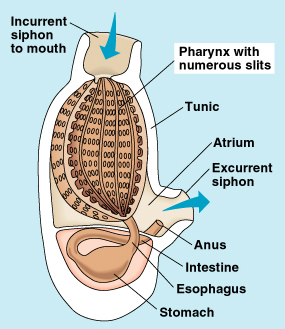 Incurrent
siphon
to mouth
Pharynx with
numerous slits
Tunic
Atrium
Excurrent
siphon
Anus
Intestine
Esophagus
Stomach